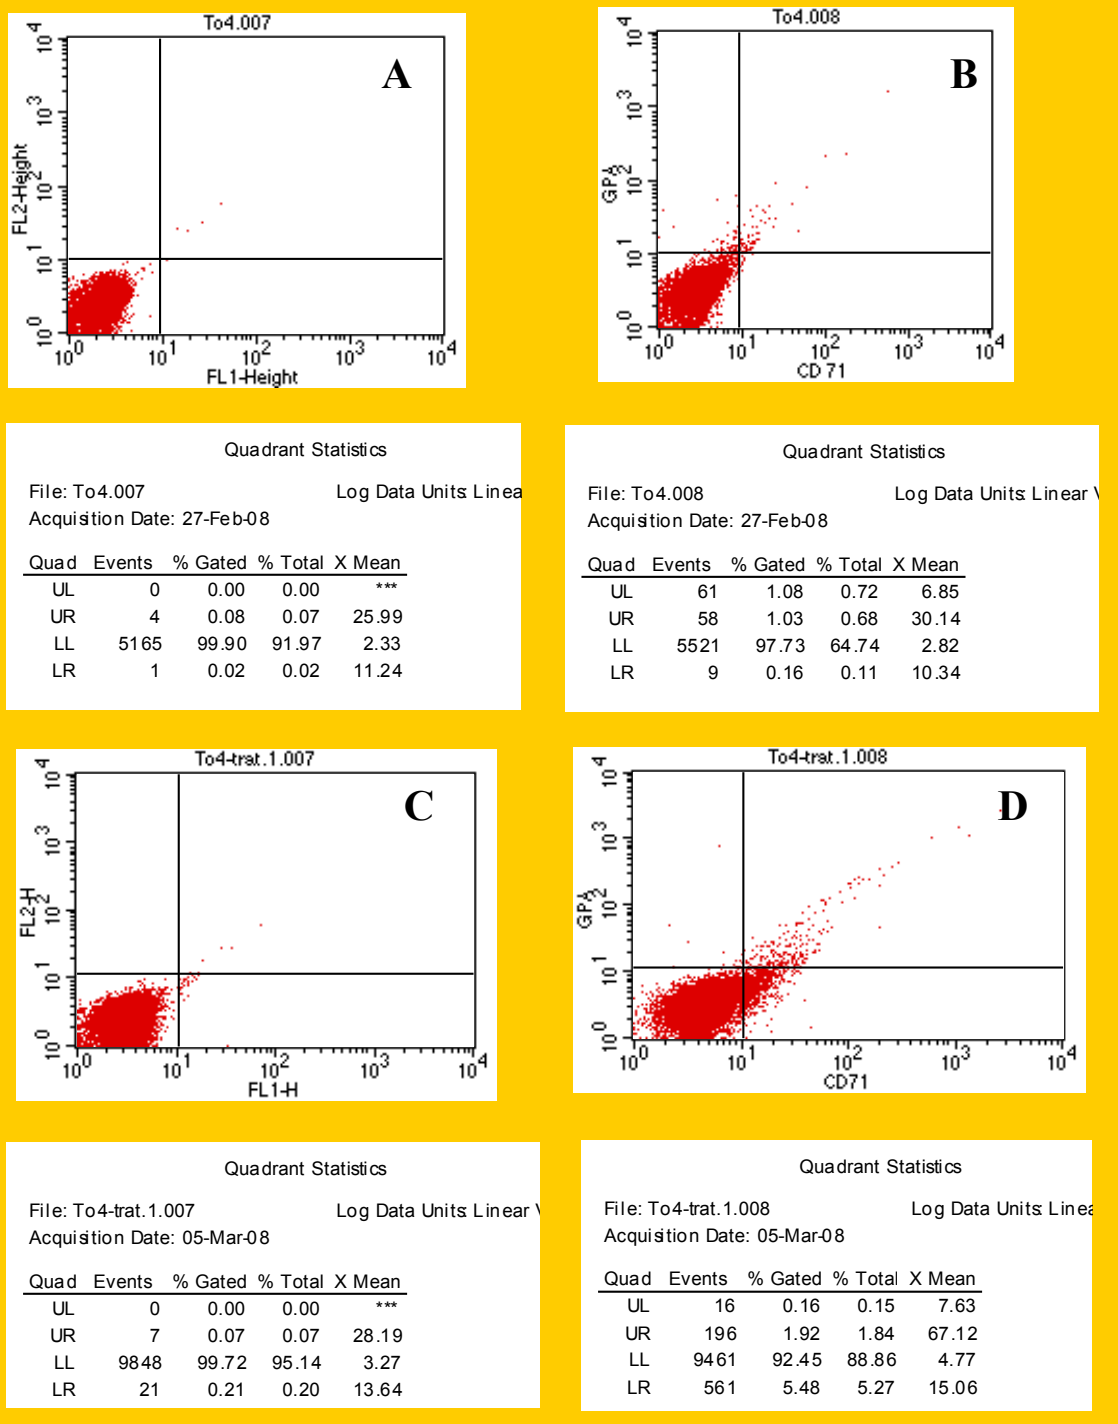 To4.007
A
10^4
10^3
10^2
10^1
10^0
FL2-Height
10^0 10^1 10^2 10^3 10^4
FL1-Height
To4.008
B
10^4
10^3
10^2
10^1
10^0
GPA
10^0 10^1 10^2 10^3 10^4
CD 71
Quadrant Statistics
File: To4.007 Log Data Units: Linea
Acquisition Date: 27-Feb-08
Quad Events % Gated % Total X Mean
UL 0 0.00 0.00 ***
UR 4 0.08 0.07 25.99
LL 5165 99.90 91.97 2.33
LR 1 0.02 0.02 11.24
Quadrant Statistics
File: To4.008 Log Data Units: Linear V
Acquisition Date: 27-Feb-08
Quad Events % Gated % Total X Mean
UL 61 1.08 0.72 6.85
UR 58 1.03 0.68 30.14
LL 5521 97.73 64.74 2.82
LR 9 0.16 0.11 10.34
To4-trat.1.007
C
10^4
10^3
10^2
10^1
10^0
FL2-H
10^0 10^1 10^2 10^3 10^4
FL1-H
To4-trat.1.008
D
10^4
10^3
10^2
10^1
10^0
GPA
10^0 10^1 10^2 10^3 10^4
CD71
Quadrant Statistics
File: To4-trat.1.007 Log Data Units: Linear V
Acquisition Date: 05-Mar-08
Quad Events % Gated % Total X Mean
UL 0 0.00 0.00 ***
UR 7 0.07 0.07 28.19
LL 9848 99.72 95.14 3.27
LR 21 0.21 0.20 13.64
Quadrant Statistics
File: To4-trat.1.008 Log Data Units: Linea
Acquisition Date: 05-Mar-08
Quad Events % Gated % Total X Mean
UL 16 0.16 0.15 7.63
UR 196 1.92 1.84 67.12
LL 9461 92.45 88.86 4.77
LR 561 5.48 5.27 15.06